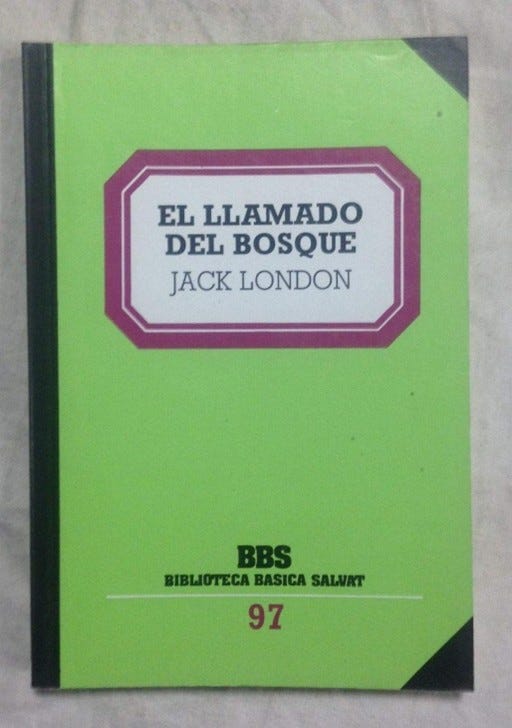 EL LLAMADO
DEL BOSQUE
JACK LONDON
BBS
BIBLIOTECA BASICA SALVAT
97